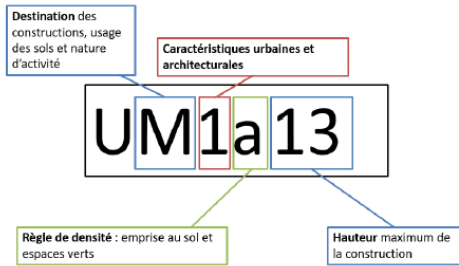 Destination des
constructions, usage
des sols et nature
d'activité
Caractéristiques urbaines et
architecturales
UM1a13
Règle de densité : emprise au sol et
espaces verts
Hauteur maximum de
la construction